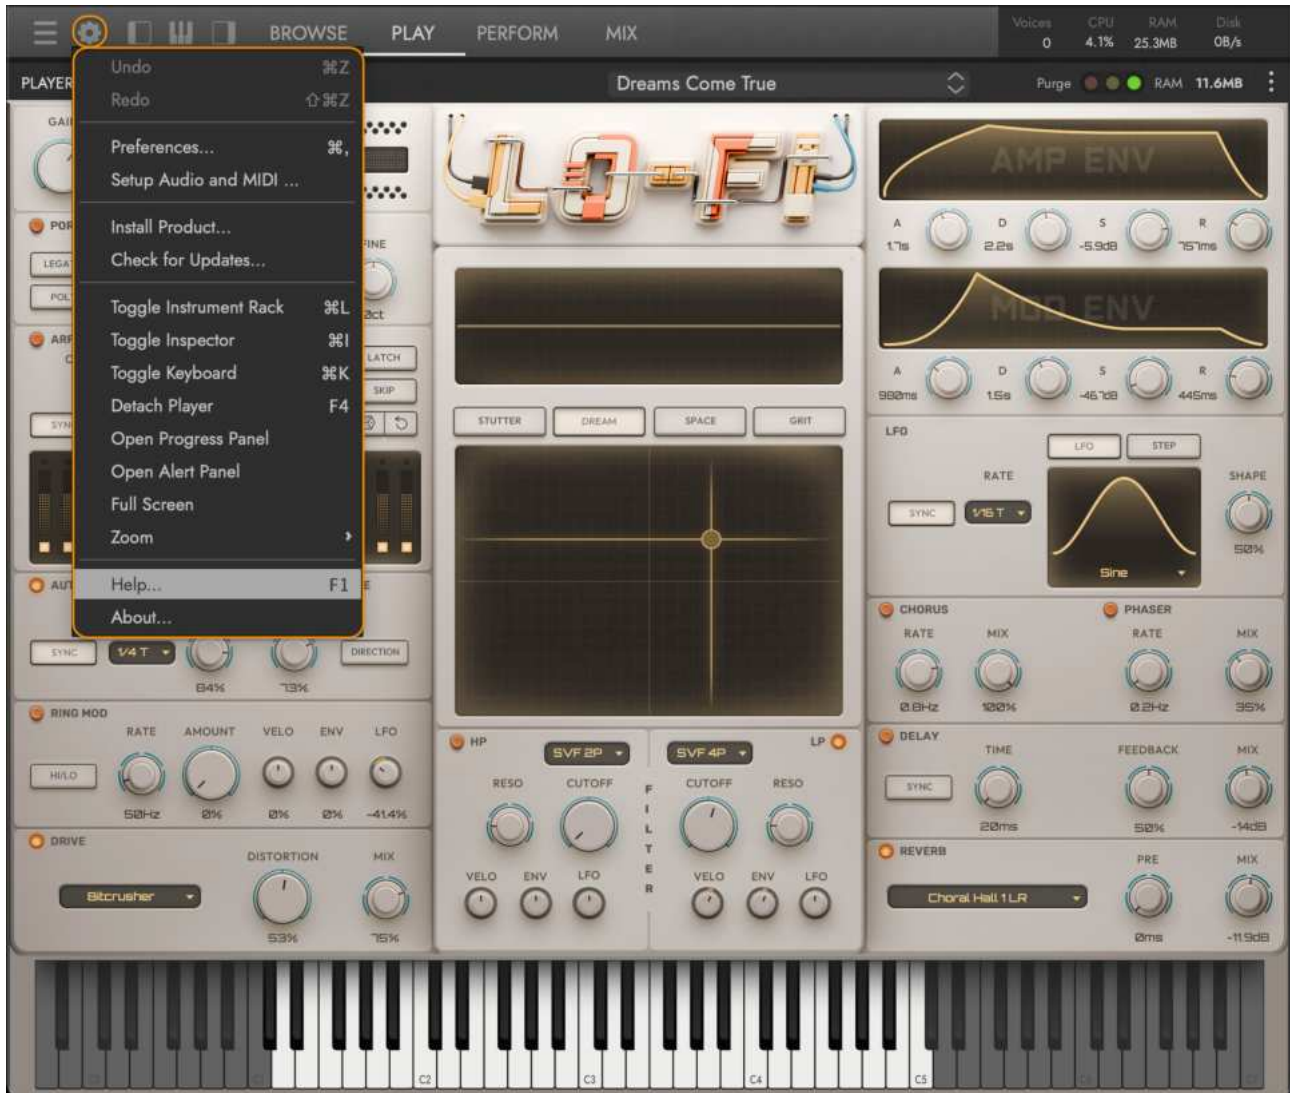 BROWSE PLAY PERFORM MIX
Voices CPU RAM Disk
0 4.1% 25.3MB 0B/s
PLAYER
Dreams Come True
Purge RAM 11.6MB
Undo ⌘Z
Redo ⇧⌘Z
Preferences... ⌘,
Setup Audio and MIDI ...
Install Product...
Check for Updates...
Toggle Instrument Rack ⌘L
Toggle Inspector ⌘I
Toggle Keyboard ⌘K
Detach Player F4
Open Progress Panel
Open Alert Panel
Full Screen
Zoom ›
Help... F1
About...
LATCH
SKIP
SYNC 1/4 T DIRECTION
84% 73%
RING MOD
RATE AMOUNT VELO ENV LFO
HI/LO
50Hz 0% 0% 0% -41.4%
DRIVE
DISTORTION MIX
Bitcrusher
53% 75%
LO-FI
STUTTER DREAM SPACE GRIT
HP SVF 2P SVF 4P LP
RESO CUTOFF CUTOFF RESO
FILTER
VELO ENV LFO VELO ENV LFO
AMP ENV
A D S R
1.7s 2.2s -5.9dB 757ms
MOD ENV
A D S R
980ms 1.5s -46.7dB 445ms
LFO
LFO STEP
RATE SHAPE
SYNC 1/16 T
50%
Sine
CHORUS PHASER
RATE MIX RATE MIX
0.8Hz 100% 0.2Hz 35%
DELAY
TIME FEEDBACK MIX
SYNC
20ms 50% -14dB
REVERB
PRE MIX
Choral Hall 1 LR
0ms -11.9dB
C2 C3 C4 C5